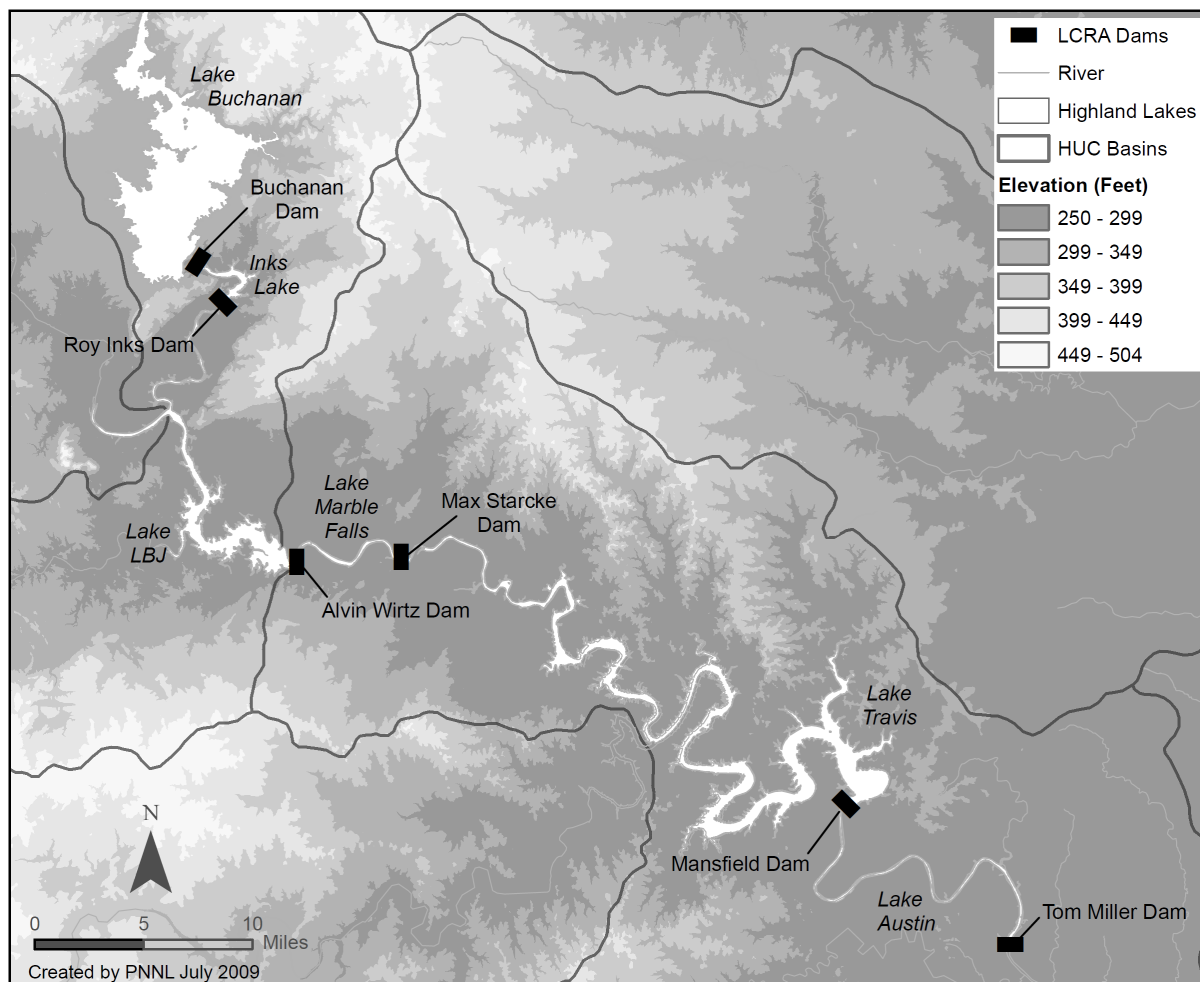 Lake
Buchanan
Buchanan
Dam
Inks
Lake
Roy Inks Dam
Lake
LBJ
Lake
Marble
Falls
Max Starcke
Dam
Alvin Wirtz Dam
Lake
Travis
Mansfield Dam
Lake
Austin
Tom Miller Dam
LCRA Dams
River
Highland Lakes
HUC Basins
Elevation (Feet)
250 - 299
299 - 349
349 - 399
399 - 449
449 - 504
N
0 5 10
Miles
Created by PNNL July 2009